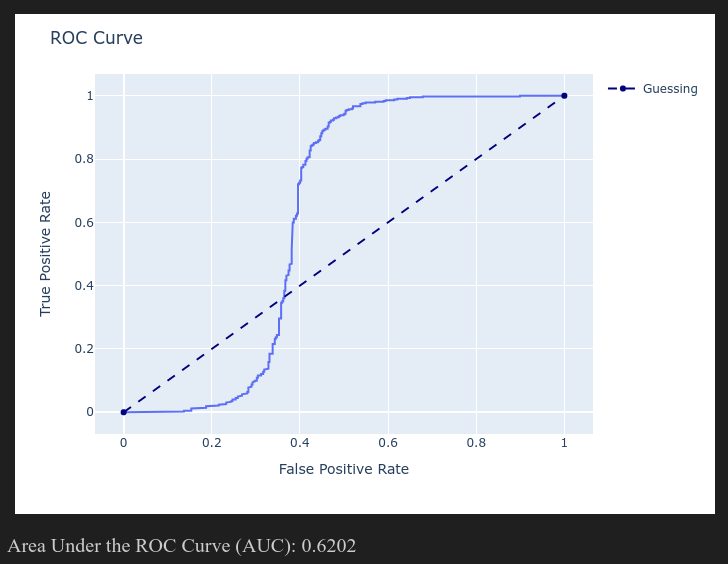 ROC Curve
Guessing
True Positive Rate
1
0.8
0.6
0.4
0.2
0
0 0.2 0.4 0.6 0.8 1
False Positive Rate
Area Under the ROC Curve (AUC): 0.6202